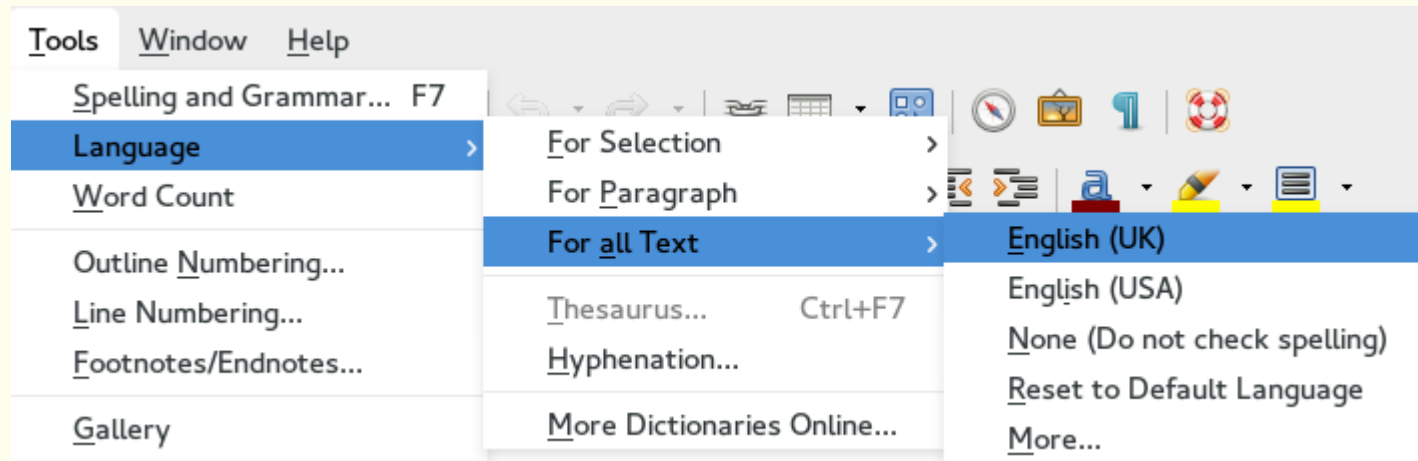 Tools Window Help
Spelling and Grammar... F7
Language
Word Count
Outline Numbering...
Line Numbering...
Footnotes/Endnotes...
Gallery
For Selection
For Paragraph
For all Text
Thesaurus... Ctrl+F7
Hyphenation...
More Dictionaries Online...
a
English (UK)
English (USA)
None (Do not check spelling)
Reset to Default Language
More...